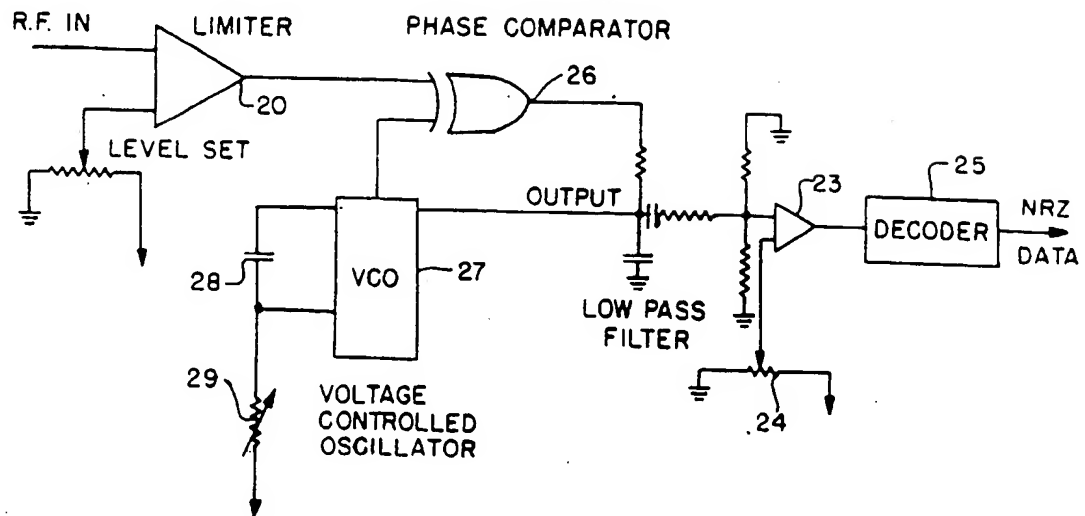 R.F. IN
LIMITER
PHASE COMPARATOR
20
26
LEVEL SET
OUTPUT
23
25
DECODER
NRZ
DATA
28
VCO
27
LOW PASS
FILTER
29
VOLTAGE
CONTROLLED
OSCILLATOR
24